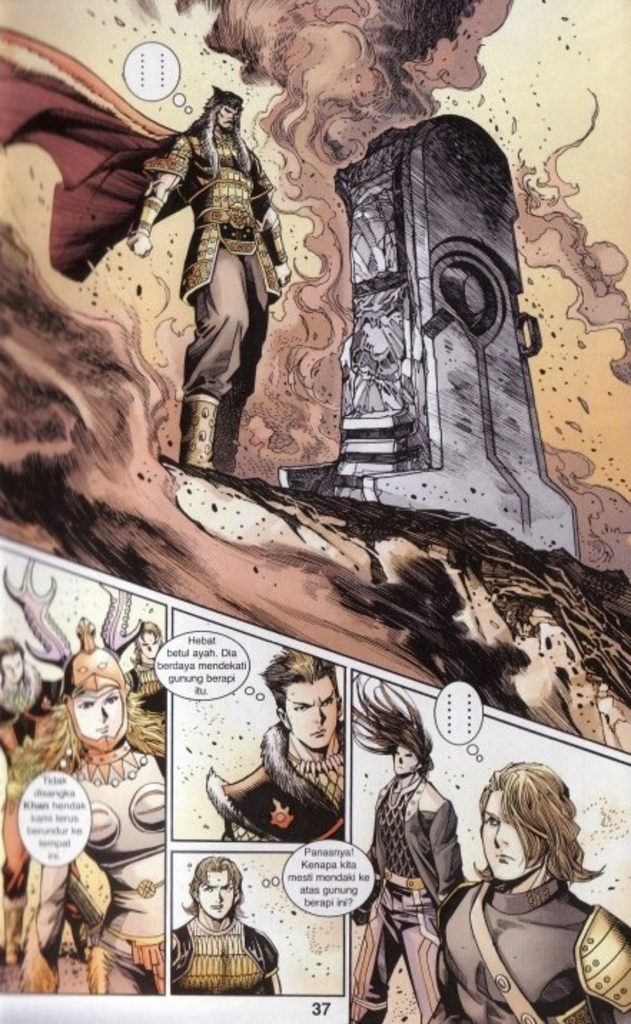 Hebat
betul ayah. Dia
berdaya mendekati
gunung berapi
itu.
Tidak
disangka
Khan hendak
kami terus
berundur ke
tempat
ini.
Panasnya!
Kenapa kita
mesti mendaki ke
atas gunung
berapi ini?
37